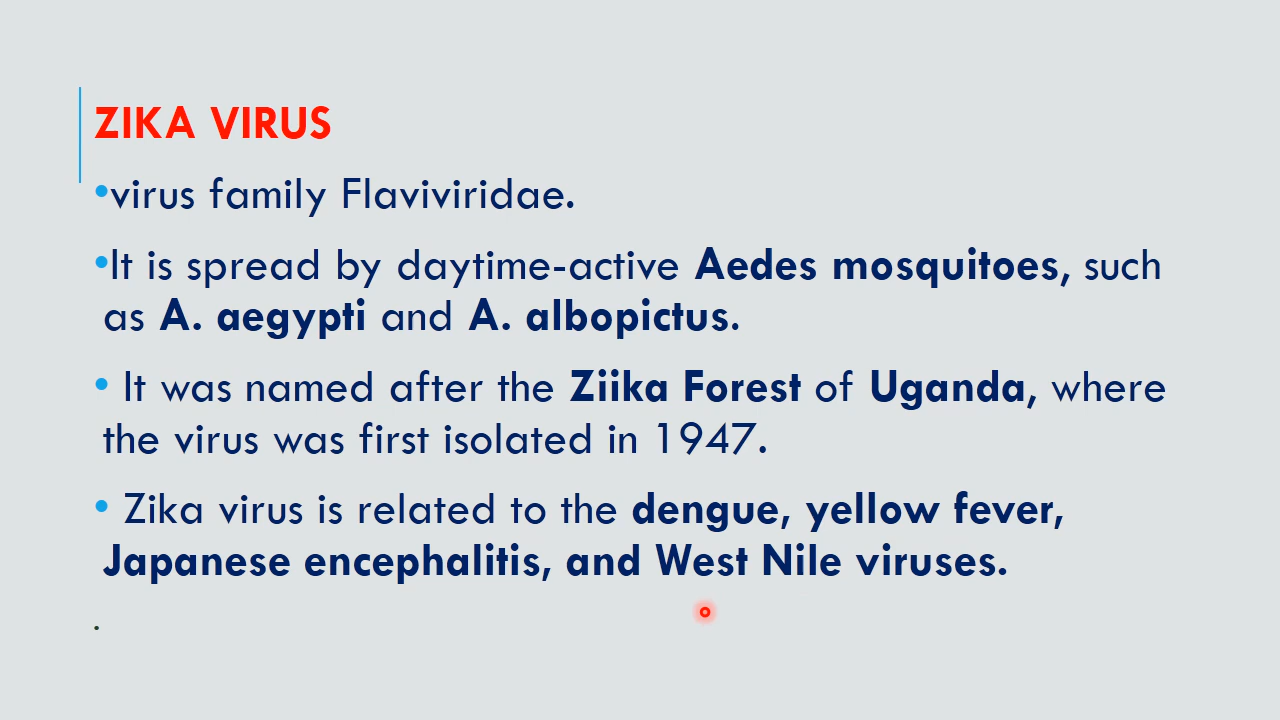 ZIKA VIRUS
•virus family Flaviviridae.
•It is spread by daytime-active Aedes mosquitoes, such
as A. aegypti and A. albopictus.
• It was named after the Ziika Forest of Uganda, where
the virus was first isolated in 1947.
• Zika virus is related to the dengue, yellow fever,
Japanese encephalitis, and West Nile viruses.
.